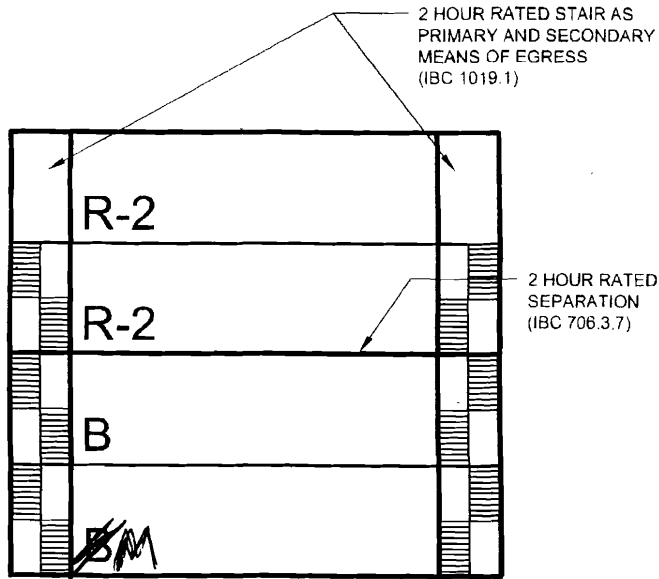 2 HOUR RATED STAIR AS
PRIMARY AND SECONDARY
MEANS OF EGRESS
(IBC 1019.1)
R-2
2 HOUR RATED
SEPARATION
(IBC 706.3.7)
R-2
B
B M